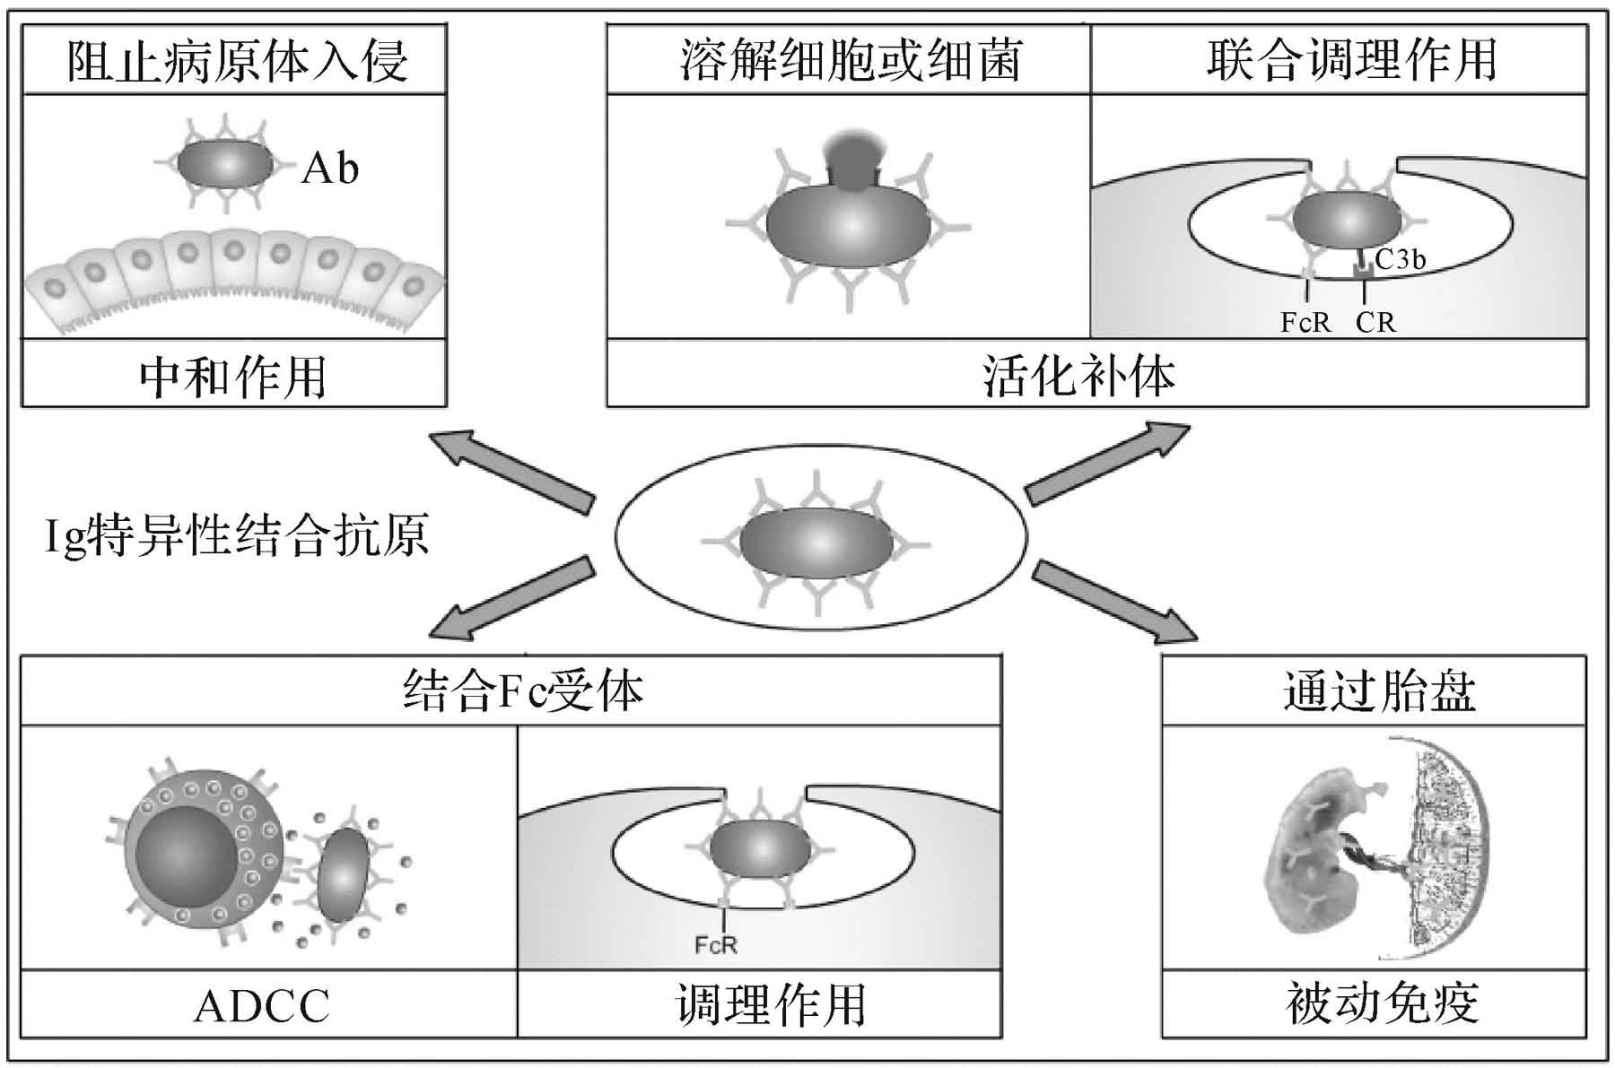 阻止病原体入侵
Ab
中和作用
溶解细胞或细菌
联合调理作用
C3b
FcR CR
活化补体
Ig特异性结合抗原
结合Fc受体
FcR
ADCC
调理作用
通过胎盘
被动免疫